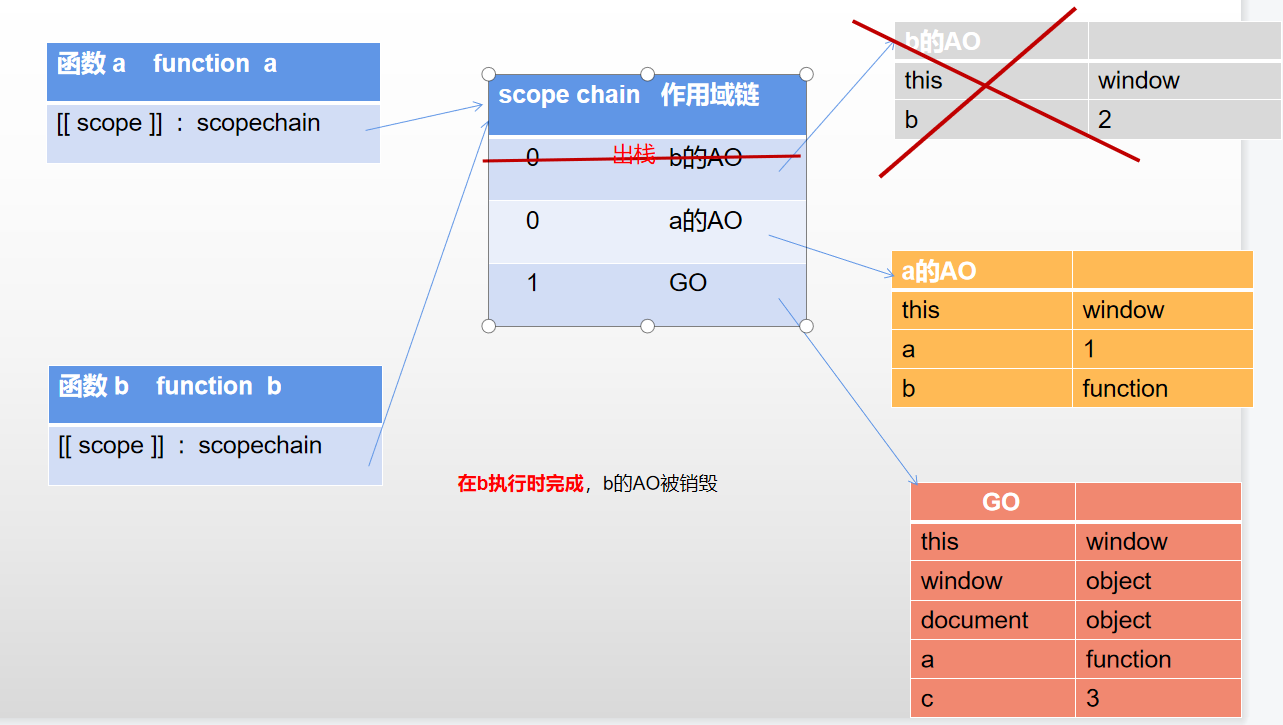 函数 a function a
[[ scope ]] : scopechain
scope chain 作用域链
0 出栈 b的AO
0 a的AO
1 GO
b的AO
this window
b 2
a的AO
this window
a 1
b function
函数 b function b
[[ scope ]] : scopechain
在b执行时完成，b的AO被销毁
GO
this window
window object
document object
a function
c 3